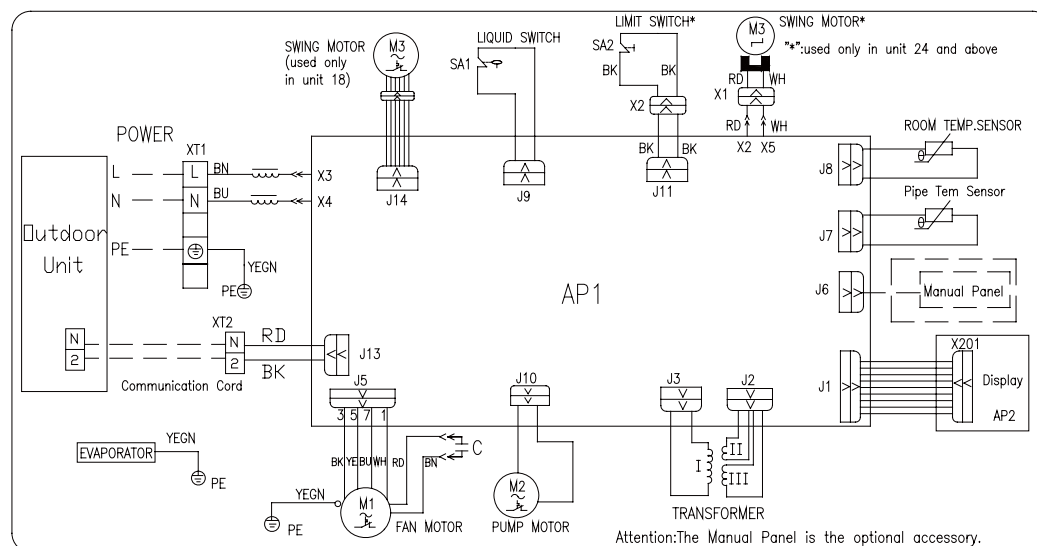 SWING MOTOR
(used only
in unit 18)
M3
LIQUID SWITCH
SA1
LIMIT SWITCH*
SA2
BK
BK
X2
BK
BK
SWING MOTOR*
M3
"*":used only in unit 24 and above
RD
WH
X1
RD
WH
X2
X5
POWER
XT1
L
L
BN
X3
N
N
BU
X4
PE
YEGN
PE
Outdoor
Unit
J14
J9
J11
J8
ROOM TEMP.SENSOR
θ
J7
Pipe Tem Sensor
θ
J6
Manual Panel
AP1
N
2
XT2
N
2
RD
BK
J13
Communication Cord
J5
3 5 7 1
BK YE BU WH RD BN
C
J10
J3
J2
I
II
III
TRANSFORMER
J1
X201
Display
AP2
EVAPORATOR
YEGN
PE
YEGN
PE
M1
FAN MOTOR
M2
PUMP MOTOR
Attention:The Manual Panel is the optional accessory.